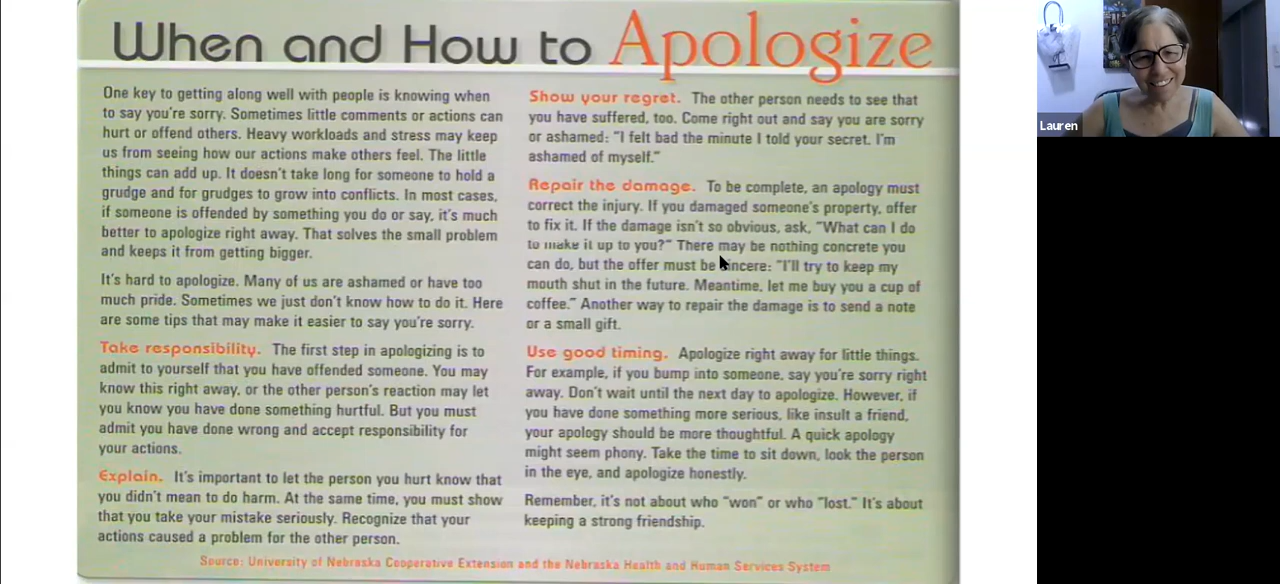 When and How to Apologize
One key to getting along well with people is knowing when
to say you're sorry. Sometimes little comments or actions can
hurt or offend others. Heavy workloads and stress may keep
us from seeing how our actions make others feel. The little
things can add up. It doesn't take long for someone to hold a
grudge and for grudges to grow into conflicts. In most cases,
if someone is offended by something you do or say, it's much
better to apologize right away. That solves the small problem
and keeps it from getting bigger.
It's hard to apologize. Many of us are ashamed or have too
much pride. Sometimes we just don't know how to do it. Here
are some tips that may make it easier to say you're sorry.
Take responsibility. The first step in apologizing is to
admit to yourself that you have offended someone. You may
know this right away, or the other person's reaction may let
you know you have done something hurtful. But you must
admit you have done wrong and accept responsibility for
your actions.
Explain. It's important to let the person you hurt know that
you didn't mean to do harm. At the same time, you must show
that you take your mistake seriously. Recognize that your
actions caused a problem for the other person.
Show your regret. The other person needs to see that
you have suffered, too. Come right out and say you are sorry
or ashamed: "I felt bad the minute I told your secret. I'm
ashamed of myself."
Repair the damage. To be complete, an apology must
correct the injury. If you damaged someone's property, offer
to fix it. If the damage isn't so obvious, ask, "What can I do
to make it up to you?" There may be nothing concrete you
can do, but the offer must be sincere: "I'll try to keep my
mouth shut in the future. Meantime, let me buy you a cup of
coffee." Another way to repair the damage is to send a note
or a small gift.
Use good timing. Apologize right away for little things.
For example, if you bump into someone, say you're sorry right
away. Don't wait until the next day to apologize. However, if
you have done something more serious, like insult a friend,
your apology should be more thoughtful. A quick apology
might seem phony. Take the time to sit down, look the person
in the eye, and apologize honestly.
Remember, it's not about who "won" or who "lost." It's about
keeping a strong friendship.
Source: University of Nebraska Cooperative Extension and the Nebraska Health and Human Services System
Lauren